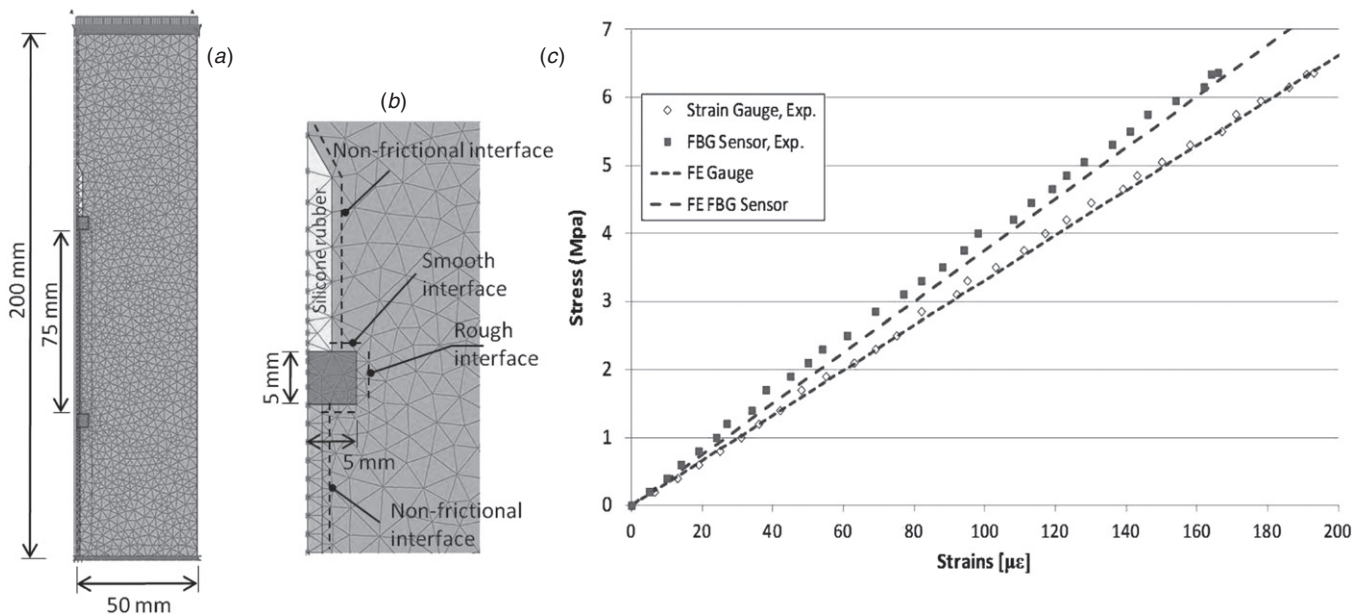 (a)
200 mm
75 mm
50 mm
(b)
Non-frictional interface
Silicone rubber
Smooth
interface
Rough
interface
5 mm
5 mm
Non-frictional
interface
(c)
Stress (Mpa)
7
6
5
4
3
2
1
0
Strain Gauge, Exp.
FBG Sensor, Exp.
FE Gauge
FE FBG Sensor
0 20 40 60 80 100 120 140 160 180 200
Strains [µε]